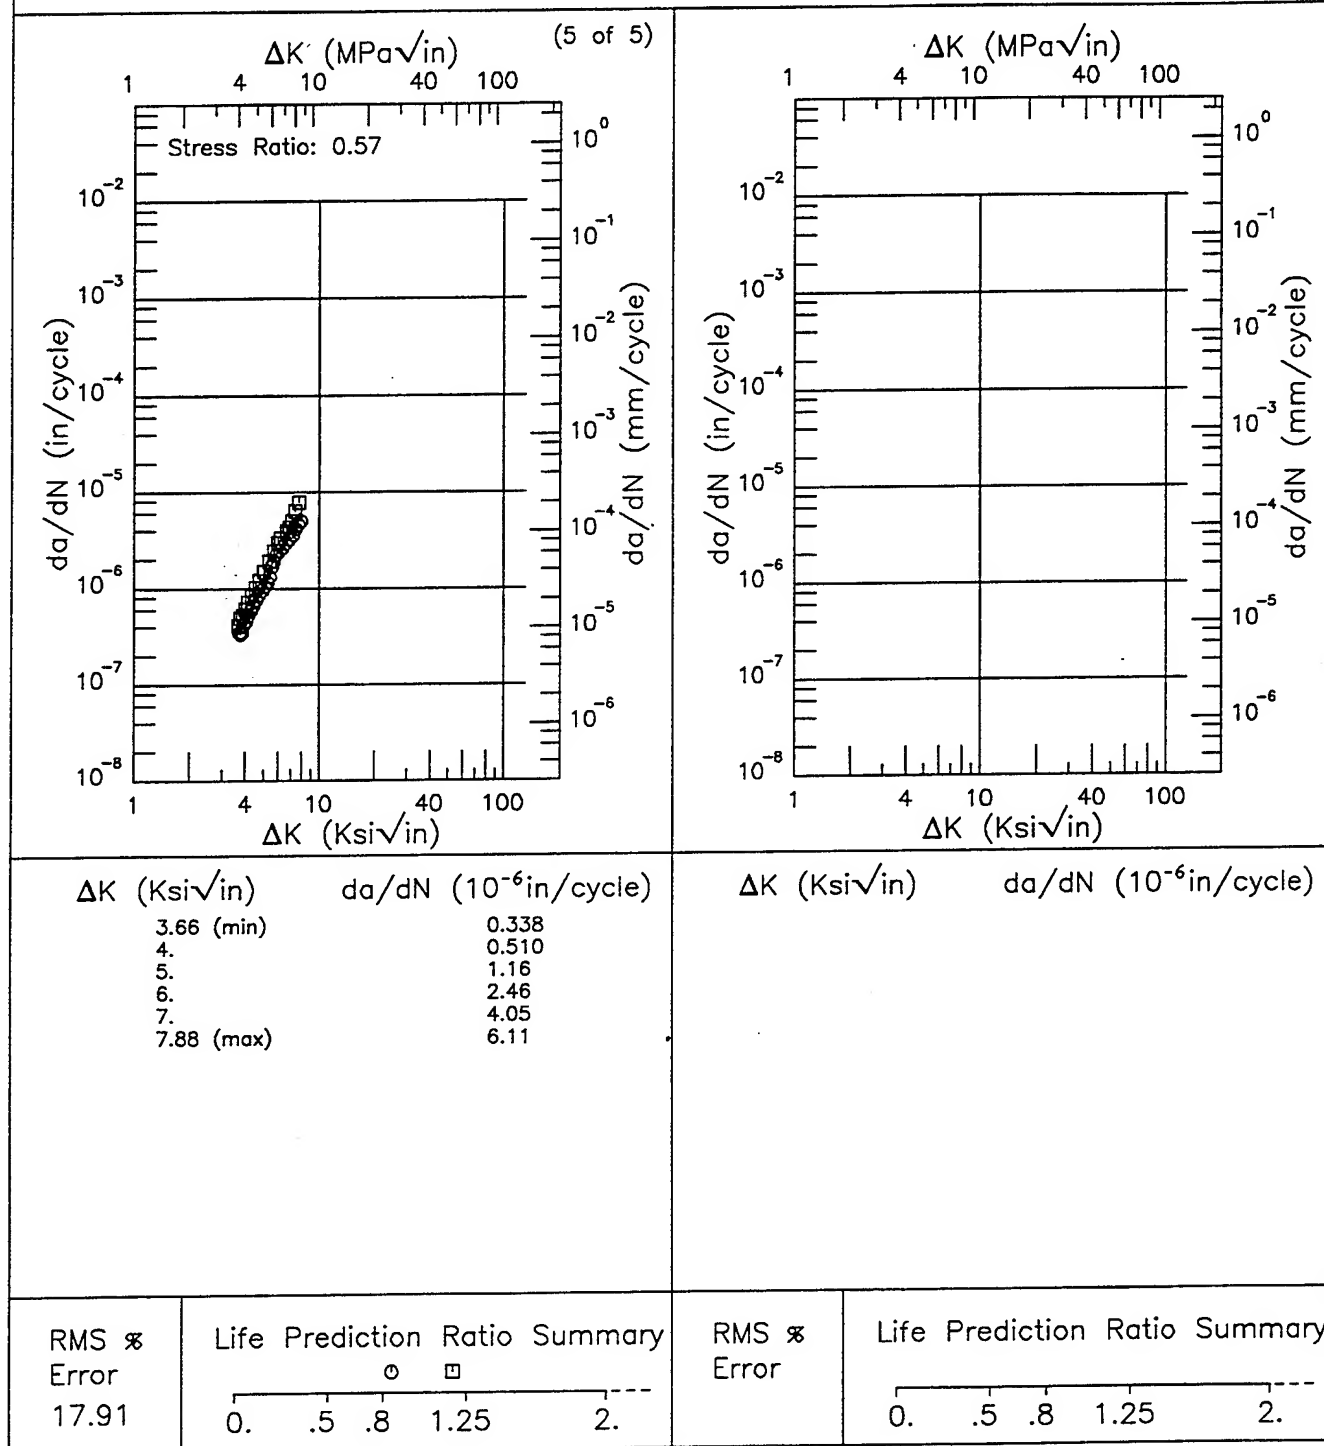 (5 of 5)
ΔK (MPa√in)
1 4 10 40 100
Stress Ratio: 0.57
da/dN (in/cycle)
10⁻²
10⁻³
10⁻⁴
10⁻⁵
10⁻⁶
10⁻⁷
10⁻⁸
10⁰
10⁻¹
10⁻²
10⁻³
10⁻⁴
10⁻⁵
10⁻⁶
da/dN (mm/cycle)
1 4 10 40 100
ΔK (Ksi√in)
ΔK (MPa√in)
1 4 10 40 100
da/dN (in/cycle)
10⁻²
10⁻³
10⁻⁴
10⁻⁵
10⁻⁶
10⁻⁷
10⁻⁸
10⁰
10⁻¹
10⁻²
10⁻³
10⁻⁴
10⁻⁵
10⁻⁶
da/dN (mm/cycle)
1 4 10 40 100
ΔK (Ksi√in)
ΔK (Ksi√in) da/dN (10⁻⁶in/cycle)
3.66 (min) 0.338
4. 0.510
5. 1.16
6. 2.46
7. 4.05
7.88 (max) 6.11
ΔK (Ksi√in) da/dN (10⁻⁶in/cycle)
RMS %
Error
17.91
Life Prediction Ratio Summary
0. .5 .8 1.25 2.
RMS %
Error
Life Prediction Ratio Summary
0. .5 .8 1.25 2.